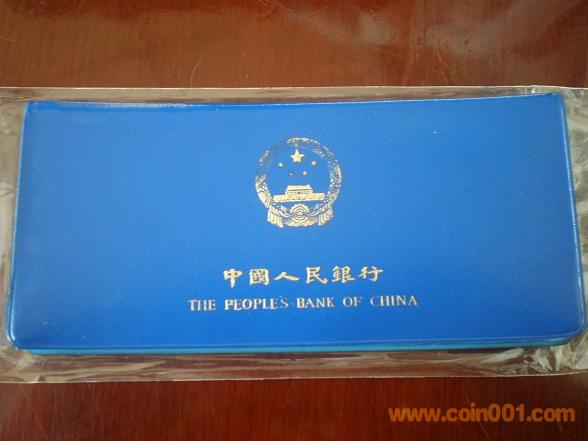 中國人民銀行
THE PEOPLE'S BANK OF CHINA
www.coin001.com